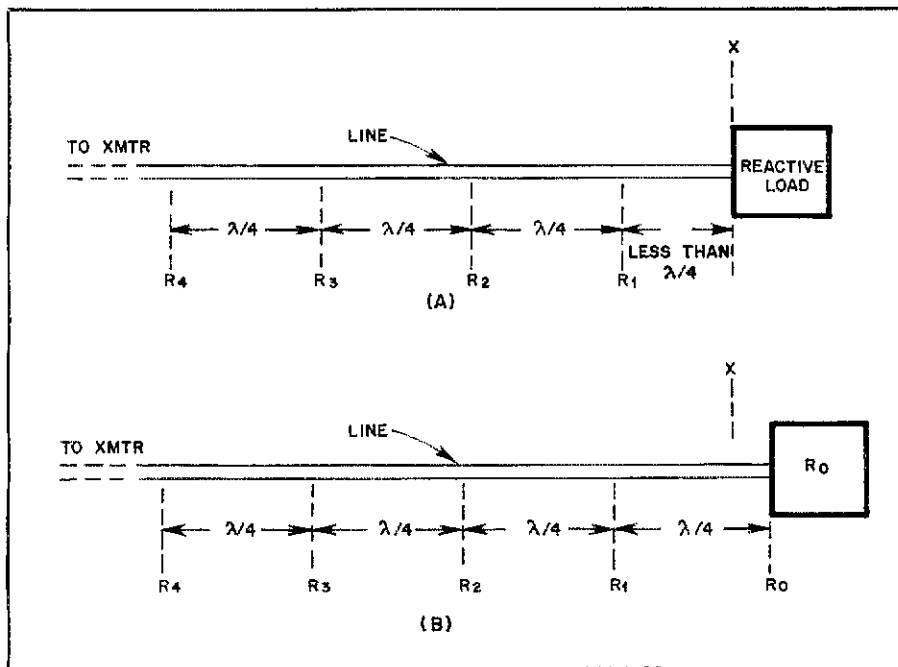 X
LINE
TO XMTR
REACTIVE
LOAD
λ/4 λ/4 λ/4 LESS THAN
λ/4
R4 R3 R2 R1
(A)
X
LINE
TO XMTR
R0
λ/4 λ/4 λ/4 λ/4
R4 R3 R2 R1 R0
(B)